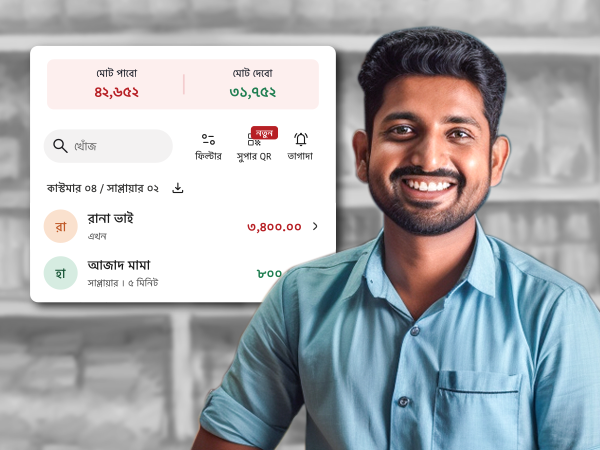 মোট পাবো
৪২,৬৫২
মোট দেবো
৩১,৭৫২
খোঁজ
ফিল্টার
নতুন
সুপার QR
তাগাদা
কাস্টমার ০৪ / সাপ্লায়ার ০২
রা
রানা ভাই
এখন
৩,৪০০.০০
হা
আজাদ মামা
সাপ্লায়ার । ৫ মিনিট
৮০০